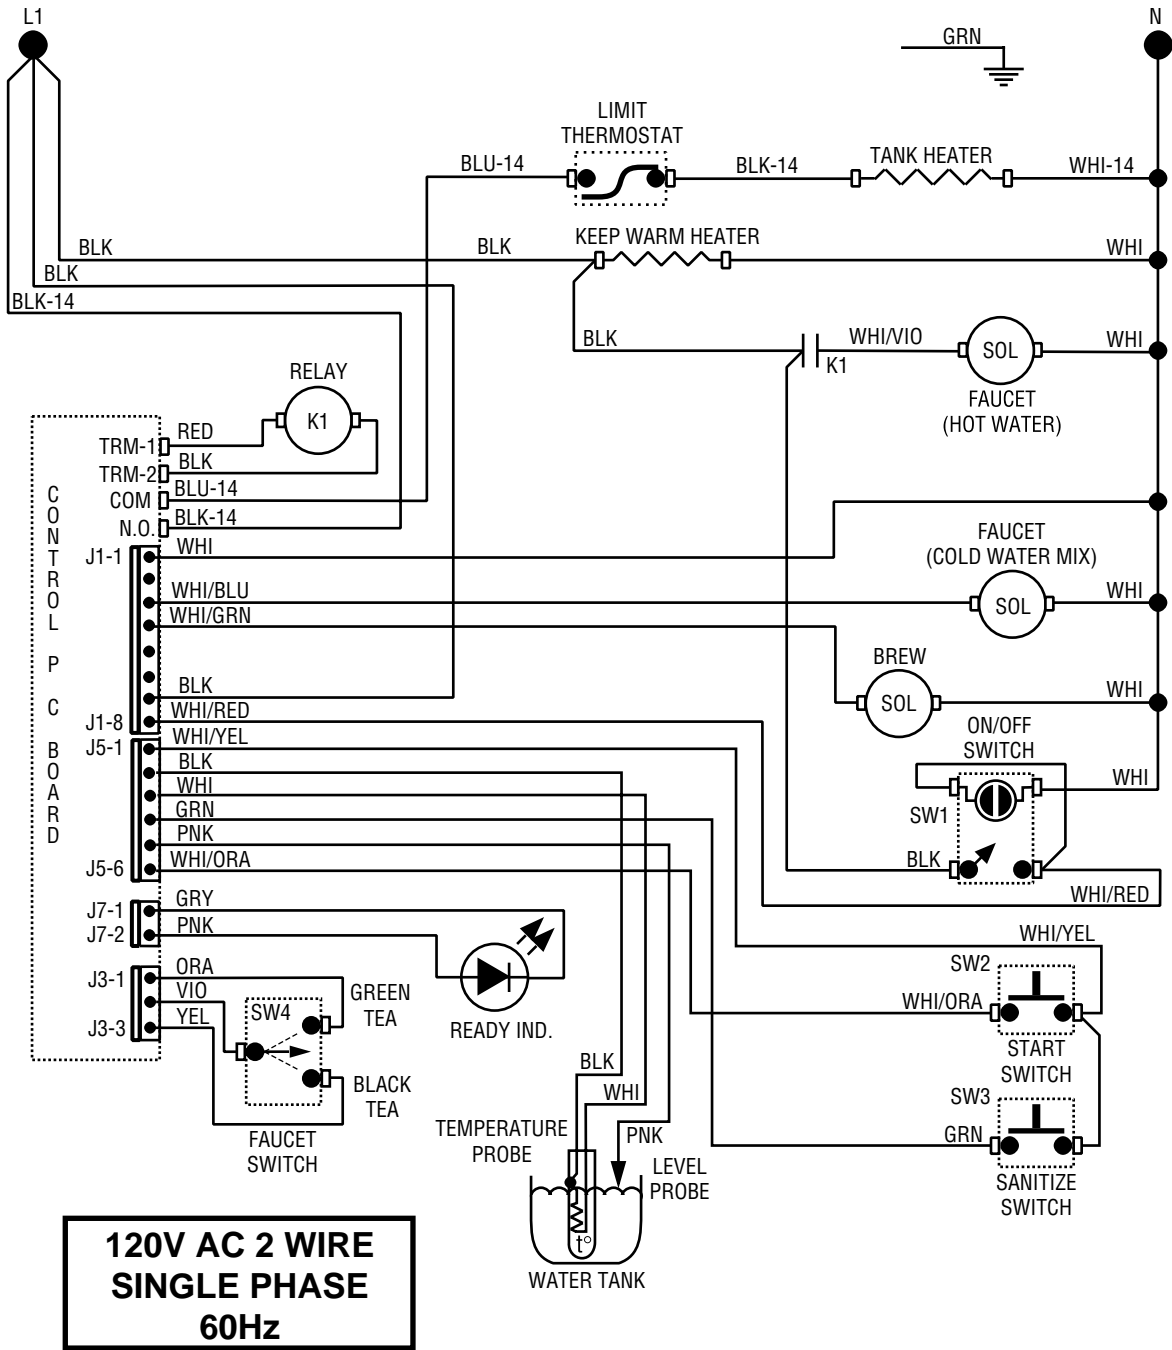 L1
N
GRN
LIMIT
THERMOSTAT
BLU-14
BLK-14
TANK HEATER
WHI-14
BLK
BLK
KEEP WARM HEATER
WHI
BLK
BLK-14
BLK
K1
WHI/VIO
SOL
WHI
FAUCET
(HOT WATER)
RELAY
K1
TRM-1
RED
TRM-2
BLK
COM
BLU-14
N.O.
BLK-14
CONTROL P C BOARD
J1-1
WHI
FAUCET
(COLD WATER MIX)
WHI/BLU
SOL
WHI
WHI/GRN
BREW
SOL
WHI
BLK
J1-8
WHI/RED
J5-1
WHI/YEL
BLK
WHI
GRN
PNK
J5-6
WHI/ORA
ON/OFF
SWITCH
SW1
WHI
BLK
WHI/RED
J7-1
GRY
J7-2
PNK
READY IND.
J3-1
ORA
VIO
J3-3
YEL
SW4
GREEN
TEA
BLACK
TEA
FAUCET
SWITCH
WHI/YEL
SW2
WHI/ORA
START
SWITCH
SW3
GRN
SANITIZE
SWITCH
BLK
WHI
PNK
TEMPERATURE
PROBE
LEVEL
PROBE
t°
WATER TANK
120V AC 2 WIRE
SINGLE PHASE
60Hz